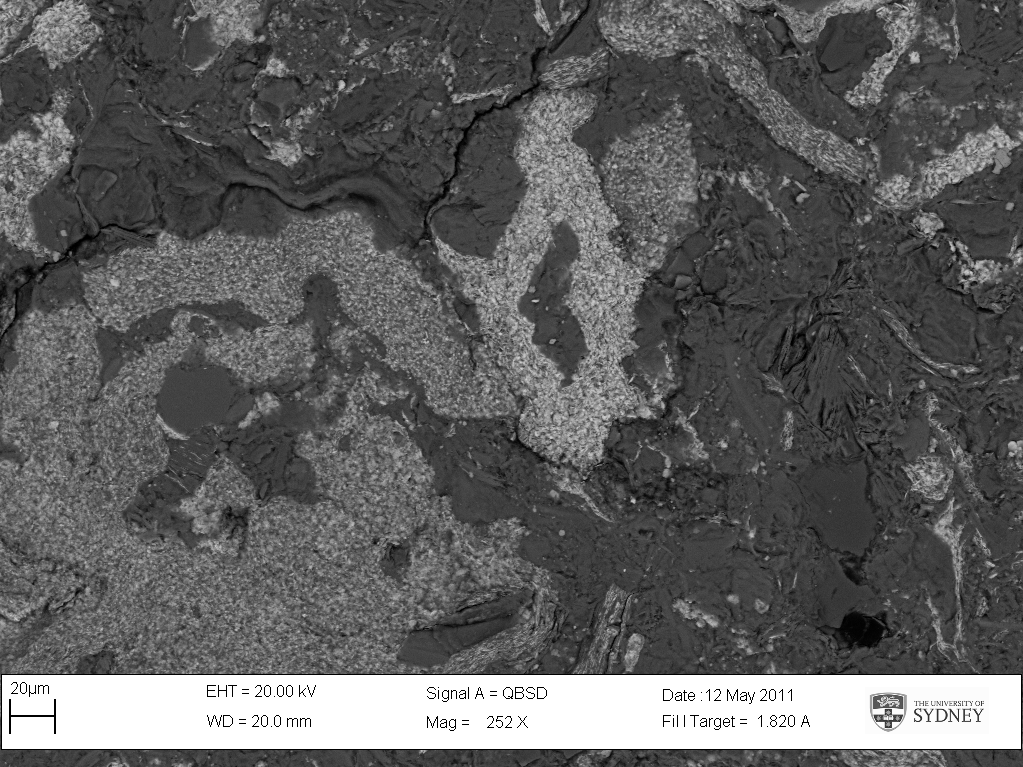 20µm
EHT = 20.00 kV
Signal A = QBSD
Date :12 May 2011
WD = 20.0 mm
Mag = 252 X
Fil I Target = 1.820 A
THE UNIVERSITY OF
SYDNEY